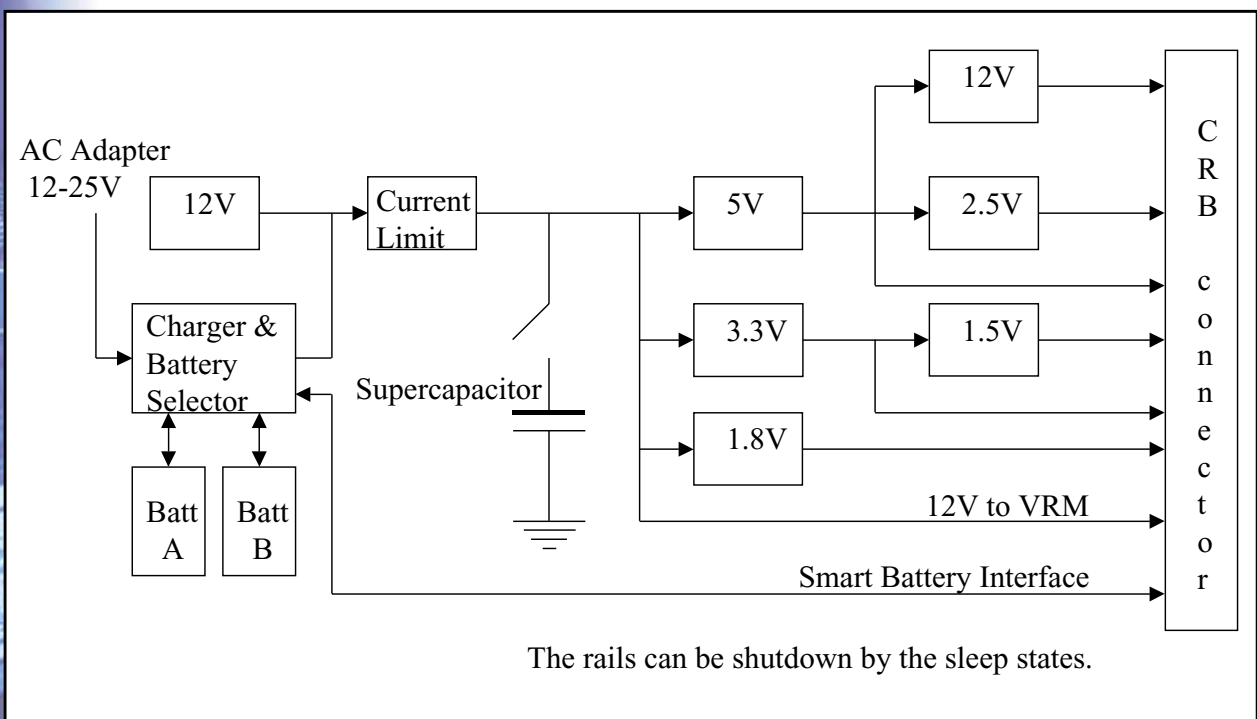 AC Adapter
12-25V
12V
Charger &
Battery
Selector
Batt
A
Batt
B
Current
Limit
Supercapacitor
5V
3.3V
1.8V
12V
2.5V
1.5V
12V to VRM
Smart Battery Interface
C
R
B
c
o
n
n
e
c
t
o
r
The rails can be shutdown by the sleep states.